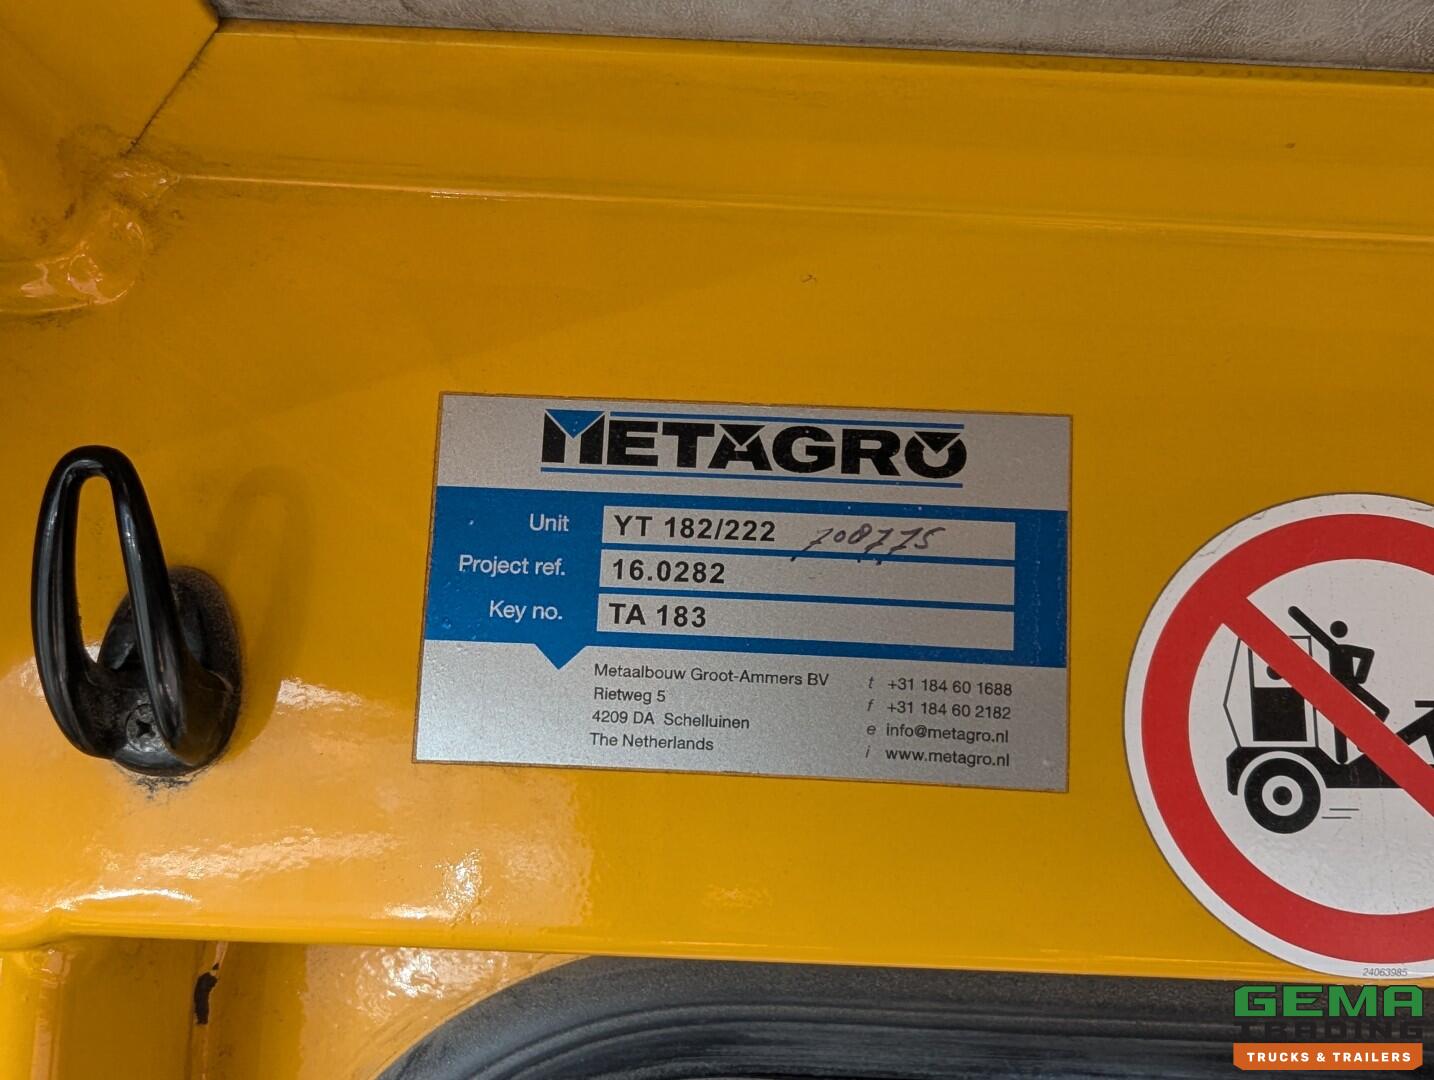 METAGRO
Unit YT 182/222 708775
Project ref. 16.0282
Key no. TA 183
Metaalbouw Groot-Ammers BV
Rietweg 5
4209 DA Schelluinen
The Netherlands
t +31 184 60 1688
f +31 184 60 2182
e info@metagro.nl
i www.metagro.nl
24063985
GEMA
TRADING
TRUCKS & TRAILERS